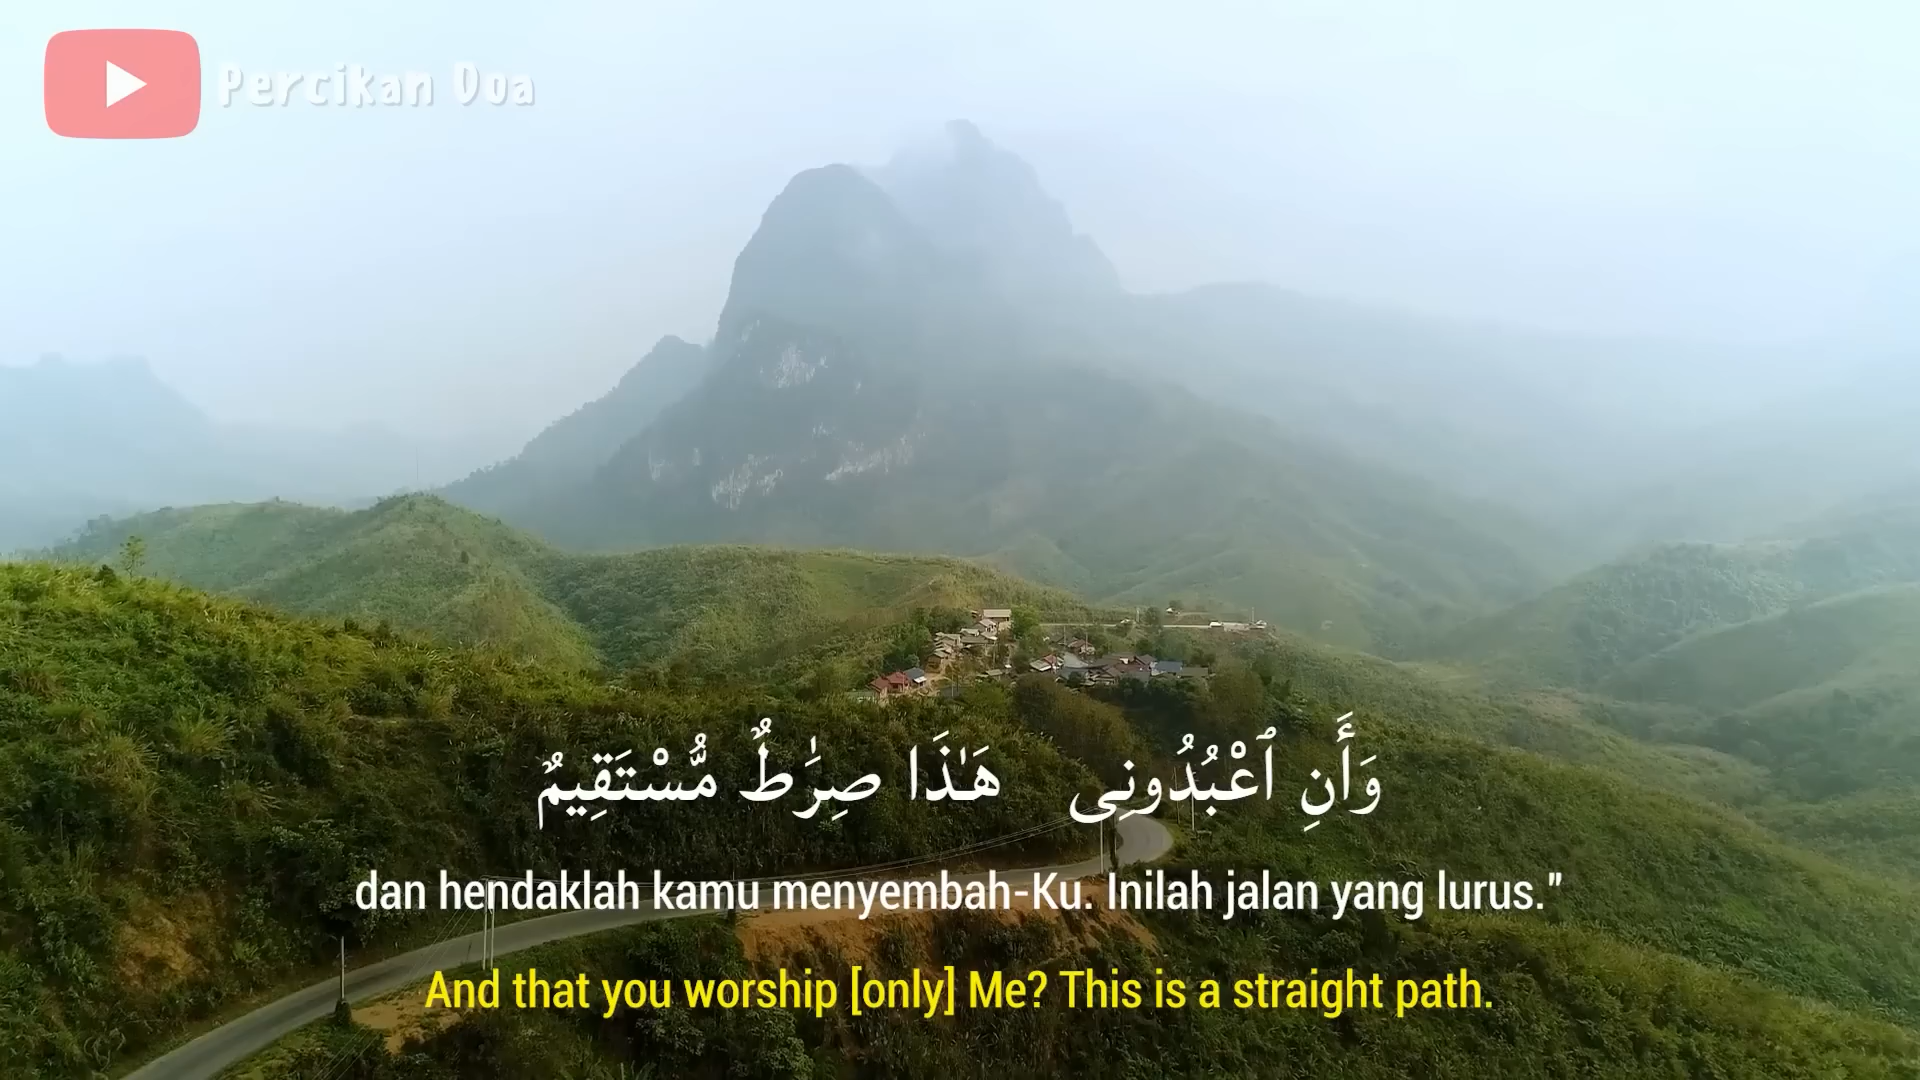 Percikan Doa
وَأَنِ ٱعْبُدُونِى هَـٰذَا صِرَٰطٌ مُّسْتَقِيمٌ
dan hendaklah kamu menyembah-Ku. Inilah jalan yang lurus."
And that you worship [only] Me? This is a straight path.